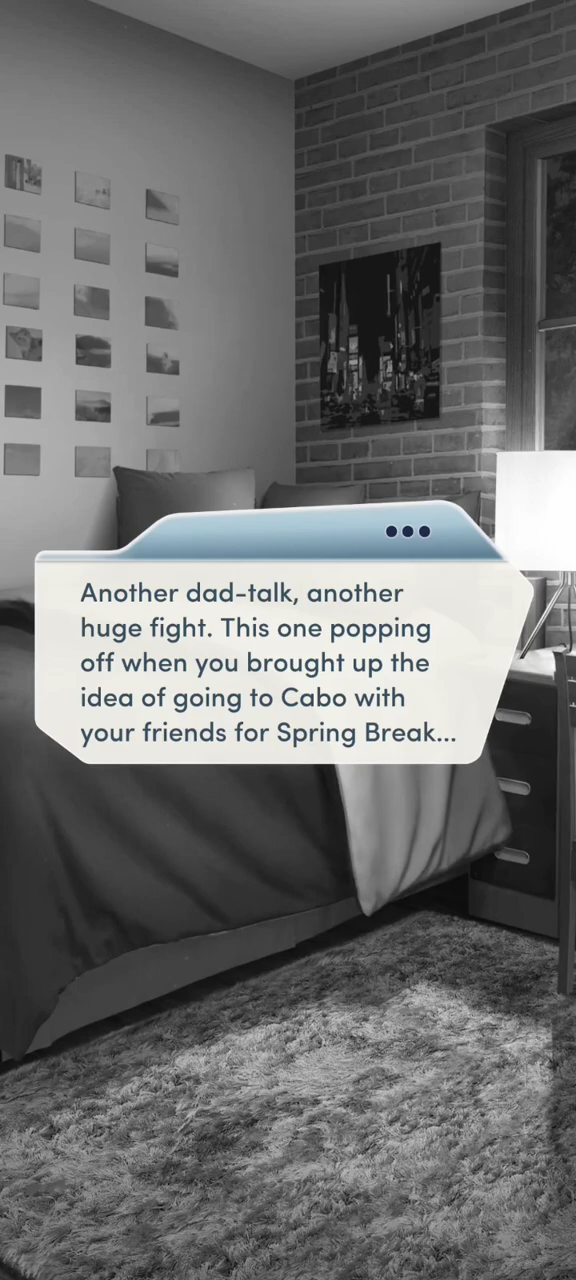 Another dad-talk, another
huge fight. This one popping
off when you brought up the
idea of going to Cabo with
your friends for Spring Break...